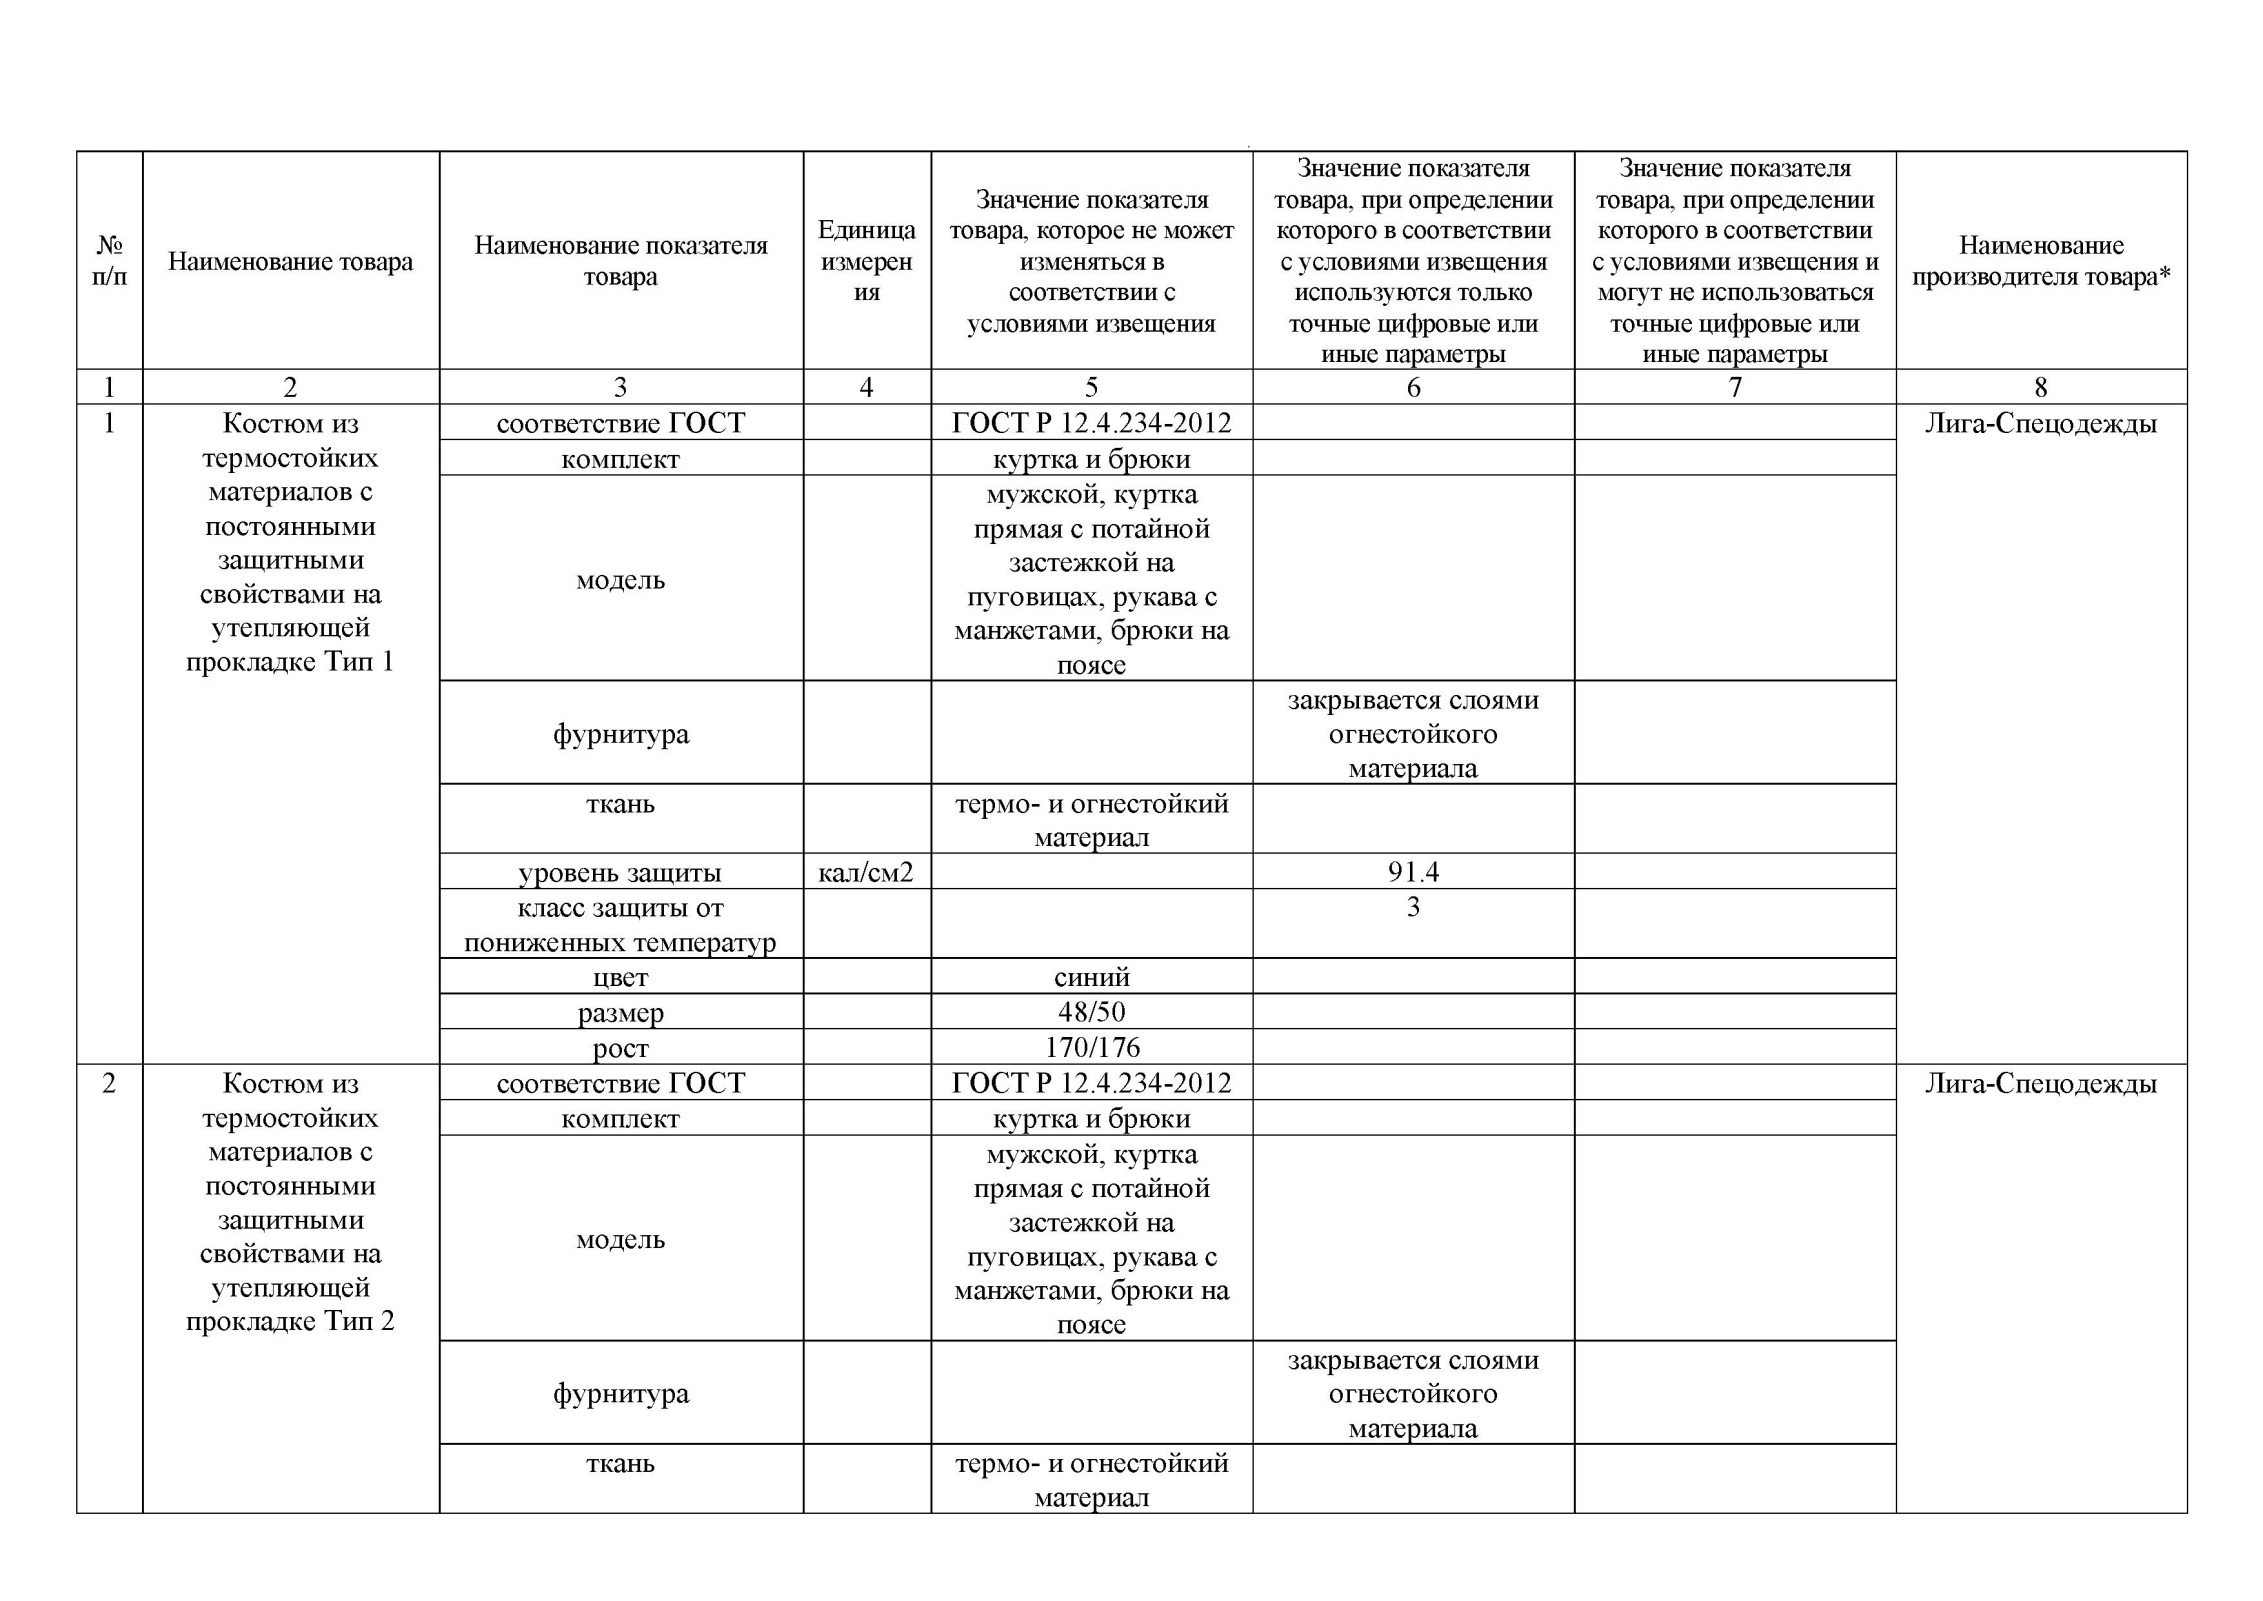 №
п/п
Наименование товара
Наименование показателя
товара
Единица
измерен
ия
Значение показателя
товара, которое не может
изменяться в
соответствии с
условиями извещения
Значение показателя
товара, при определении
которого в соответствии
с условиями извещения
используются только
точные цифровые или
иные параметры
Значение показателя
товара, при определении
которого в соответствии
с условиями извещения и
могут не использоваться
точные цифровые или
иные параметры
Наименование
производителя товара*
1
2
3
4
5
6
7
8
1
Костюм из
термостойких
материалов с
постоянными
защитными
свойствами на
утепляющей
прокладке Тип 1
соответствие ГОСТ
ГОСТ Р 12.4.234-2012
Лига-Спецодежды
комплект
куртка и брюки
модель
мужской, куртка
прямая с потайной
застежкой на
пуговицах, рукава с
манжетами, брюки на
поясе
фурнитура
закрывается слоями
огнестойкого
материала
ткань
термо- и огнестойкий
материал
уровень защиты
кал/см2
91.4
класс защиты от
пониженных температур
3
цвет
синий
размер
48/50
рост
170/176
2
Костюм из
термостойких
материалов с
постоянными
защитными
свойствами на
утепляющей
прокладке Тип 2
соответствие ГОСТ
ГОСТ Р 12.4.234-2012
Лига-Спецодежды
комплект
куртка и брюки
модель
мужской, куртка
прямая с потайной
застежкой на
пуговицах, рукава с
манжетами, брюки на
поясе
фурнитура
закрывается слоями
огнестойкого
материала
ткань
термо- и огнестойкий
материал